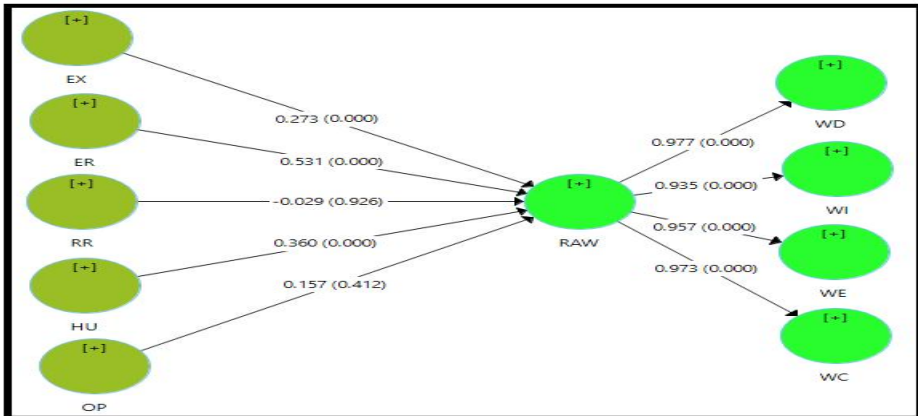 [+]
EX
[+]
ER
[+]
RR
[+]
HU
[+]
OP
0.273 (0.000)
0.531 (0.000)
-0.029 (0.926)
0.360 (0.000)
0.157 (0.412)
[+]
RAW
0.977 (0.000)
0.935 (0.000)
0.957 (0.000)
0.973 (0.000)
[+]
WD
[+]
WI
[+]
WE
[+]
WC